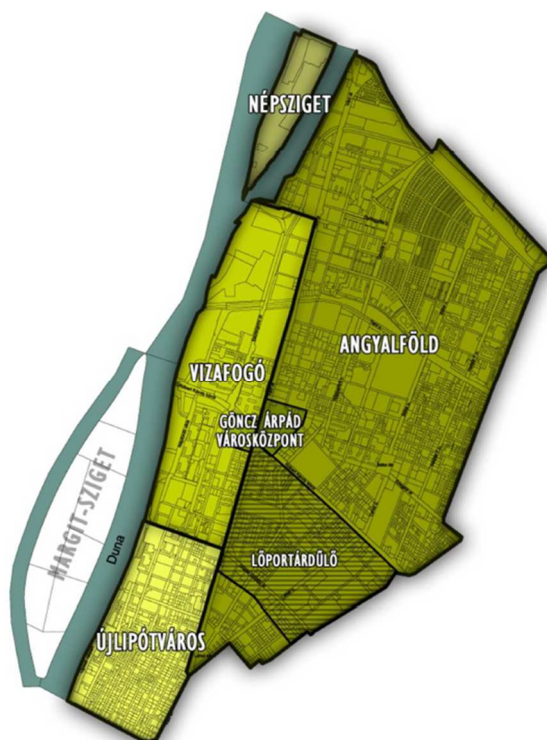 NÉPSZIGET
ANGYALFÖLD
VIZAFOGÓ
GÖNCZ ÁRPÁD
VÁROSKÖZPONT
MARGIT-SZIGET
Duna
LŐPORTÁRDŰLŐ
ÚJLIPÓTVÁROS